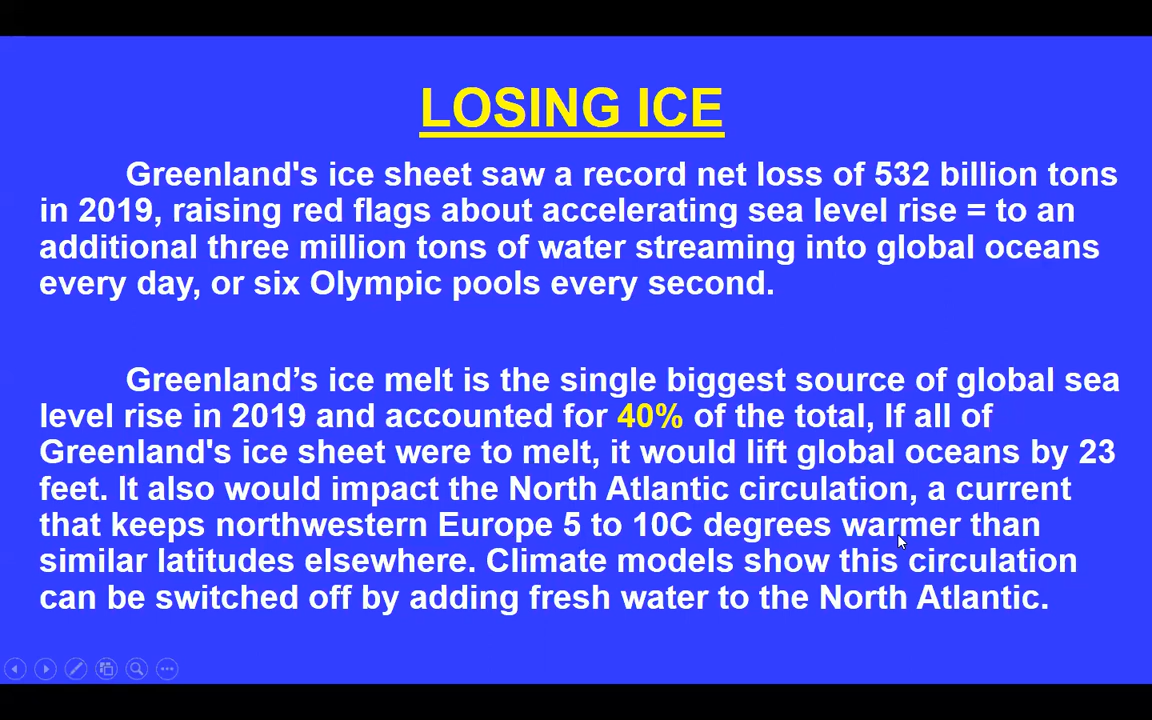 LOSING ICE
Greenland's ice sheet saw a record net loss of 532 billion tons
in 2019, raising red flags about accelerating sea level rise = to an
additional three million tons of water streaming into global oceans
every day, or six Olympic pools every second.
Greenland’s ice melt is the single biggest source of global sea
level rise in 2019 and accounted for 40% of the total, If all of
Greenland's ice sheet were to melt, it would lift global oceans by 23
feet. It also would impact the North Atlantic circulation, a current
that keeps northwestern Europe 5 to 10C degrees warmer than
similar latitudes elsewhere. Climate models show this circulation
can be switched off by adding fresh water to the North Atlantic.